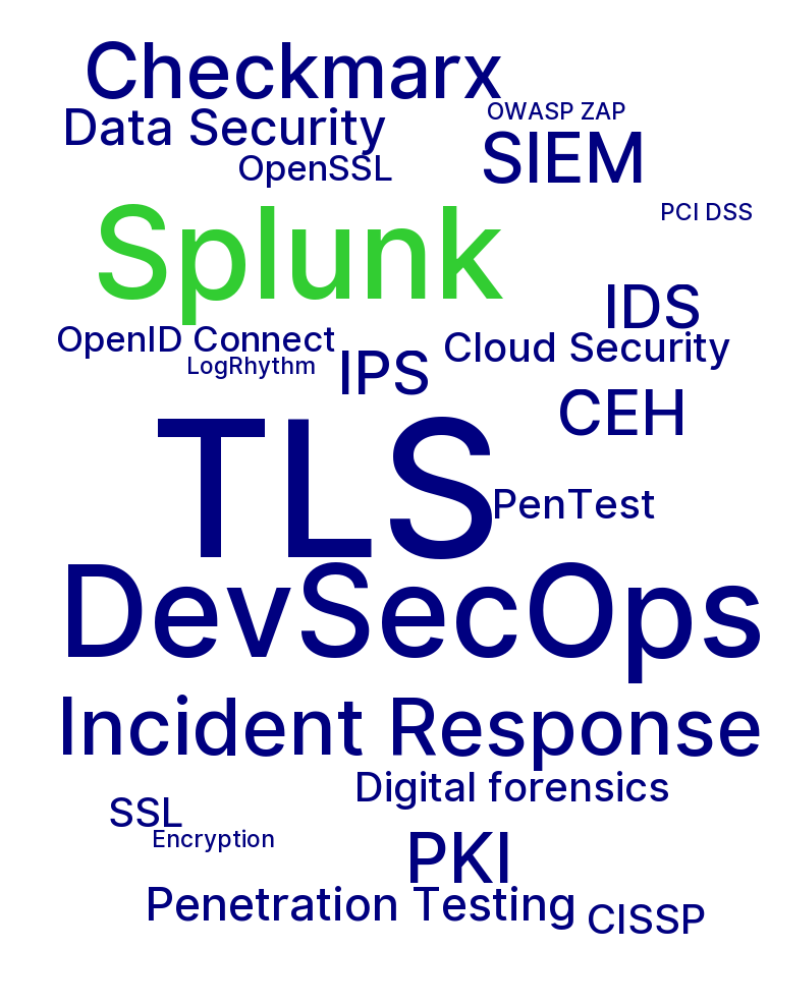 Checkmarx
OWASP ZAP
Data Security
SIEM
OpenSSL
PCI DSS
Splunk
IDS
OpenID Connect
Cloud Security
LogRhythm
IPS
CEH
TLS
PenTest
DevSecOps
Incident Response
Digital forensics
SSL
Encryption
PKI
Penetration Testing
CISSP